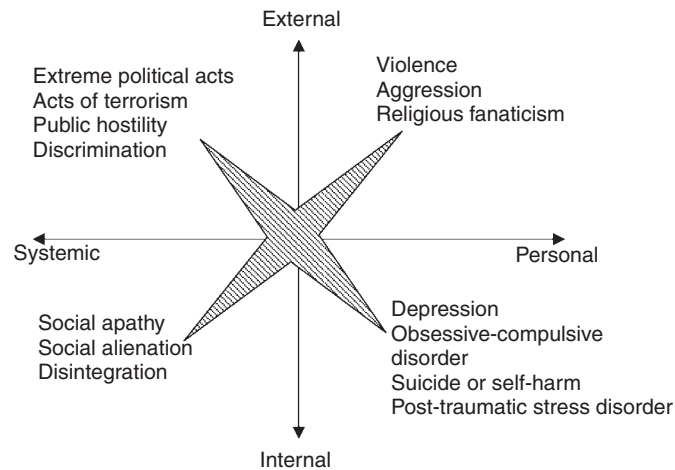 External
Extreme political acts
Acts of terrorism
Public hostility
Discrimination
Violence
Aggression
Religious fanaticism
Systemic
Personal
Social apathy
Social alienation
Disintegration
Depression
Obsessive-compulsive
disorder
Suicide or self-harm
Post-traumatic stress disorder
Internal